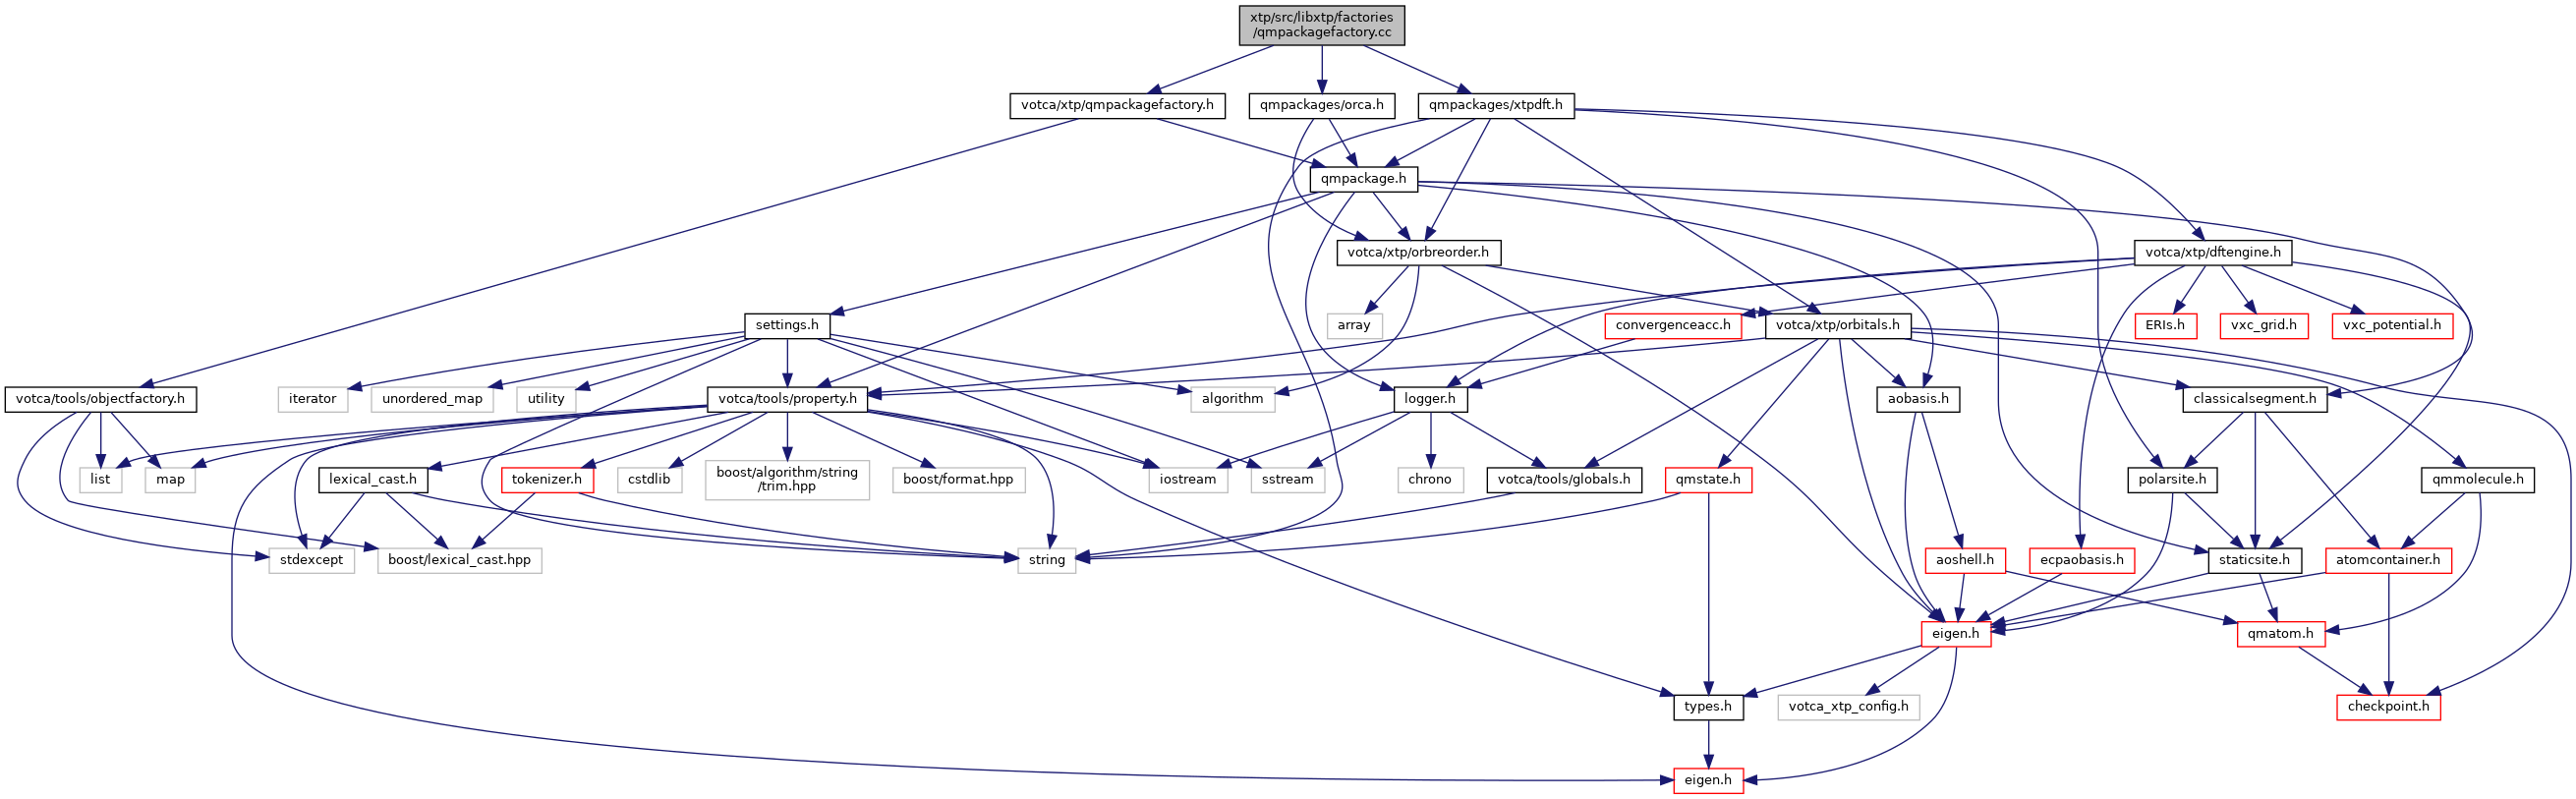 xtp/src/libxtp/factories
/qmpackagefactory.cc
votca/xtp/qmpackagefactory.h
qmpackages/orca.h
qmpackages/xtpdft.h
qmpackage.h
votca/xtp/orbreorder.h
votca/xtp/dftengine.h
settings.h
array
convergenceacc.h
votca/xtp/orbitals.h
ERIs.h
vxc_grid.h
vxc_potential.h
votca/tools/objectfactory.h
iterator
unordered_map
utility
votca/tools/property.h
algorithm
logger.h
aobasis.h
classicalsegment.h
list
map
lexical_cast.h
tokenizer.h
cstdlib
boost/algorithm/string
/trim.hpp
boost/format.hpp
iostream
sstream
chrono
votca/tools/globals.h
qmstate.h
polarsite.h
qmmolecule.h
stdexcept
boost/lexical_cast.hpp
string
aoshell.h
ecpaobasis.h
staticsite.h
atomcontainer.h
eigen.h
qmatom.h
types.h
votca_xtp_config.h
checkpoint.h
eigen.h